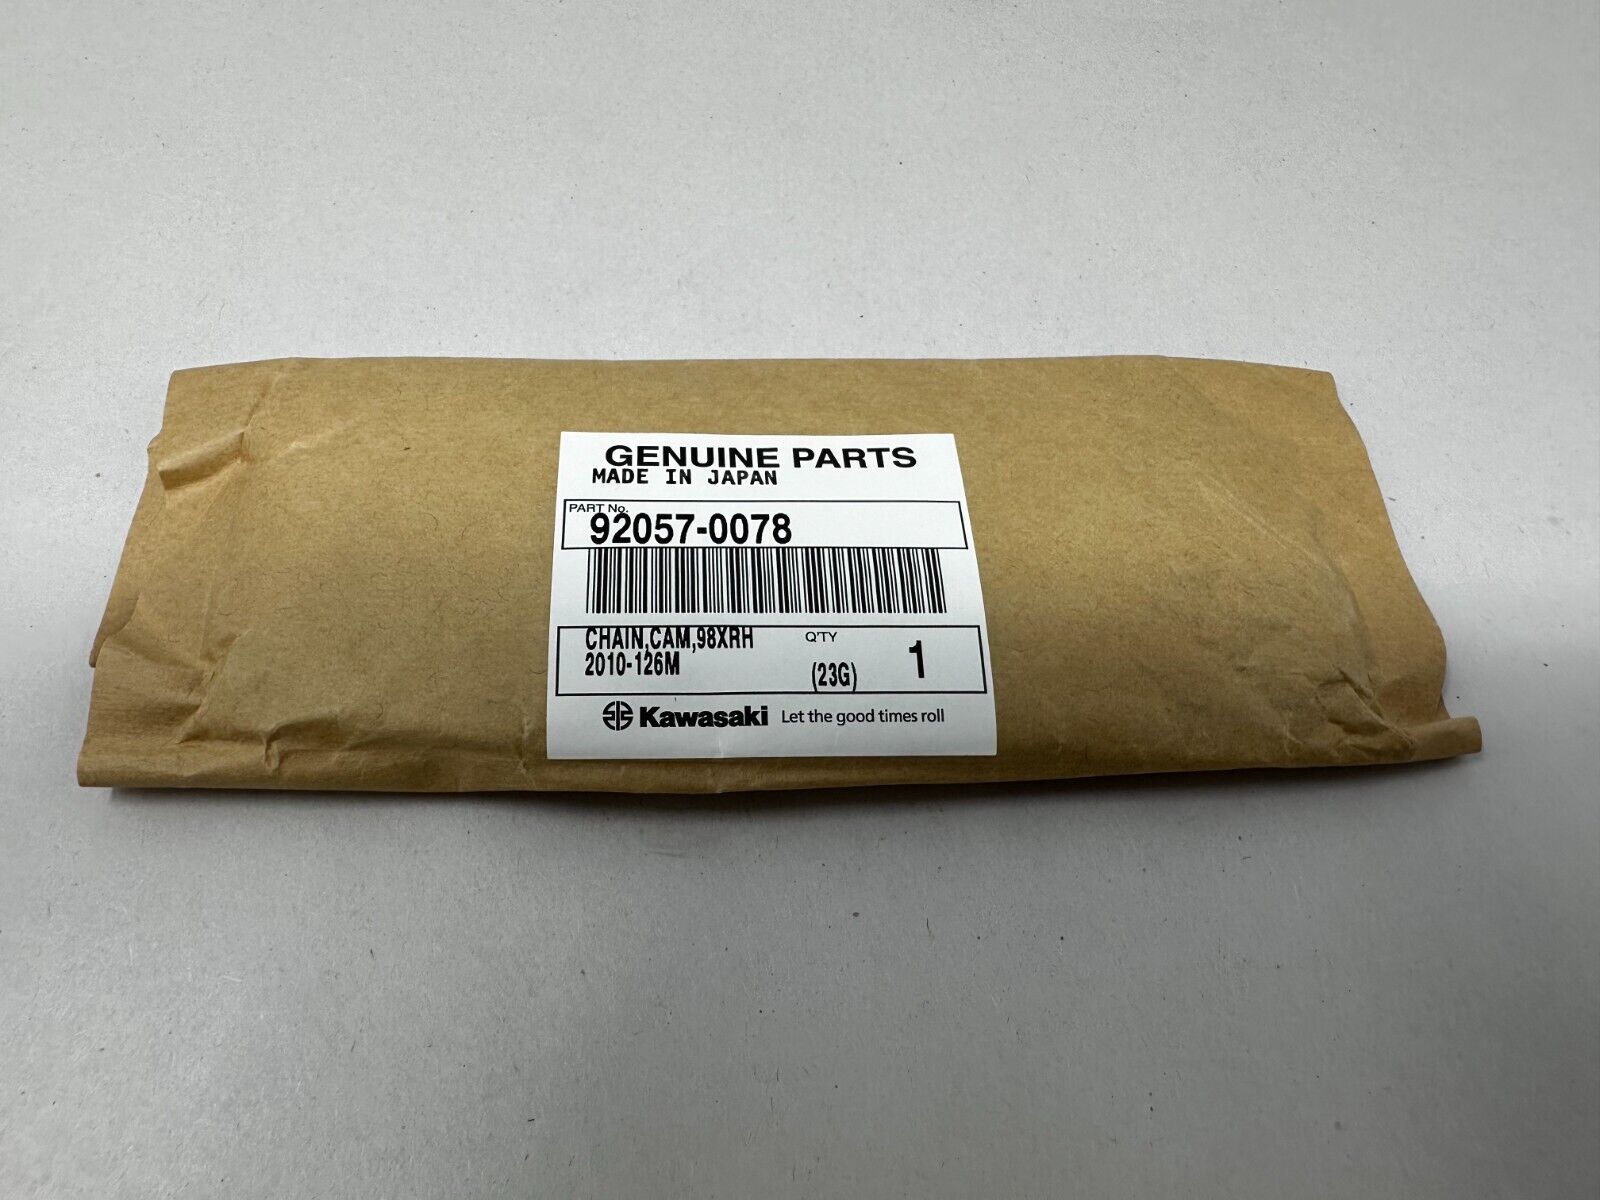 GENUINE PARTS
MADE IN JAPAN
PART No.
92057-0078
CHAIN,CAM,98XRH Q'TY
2010-126M (23G) 1
Kawasaki Let the good times roll